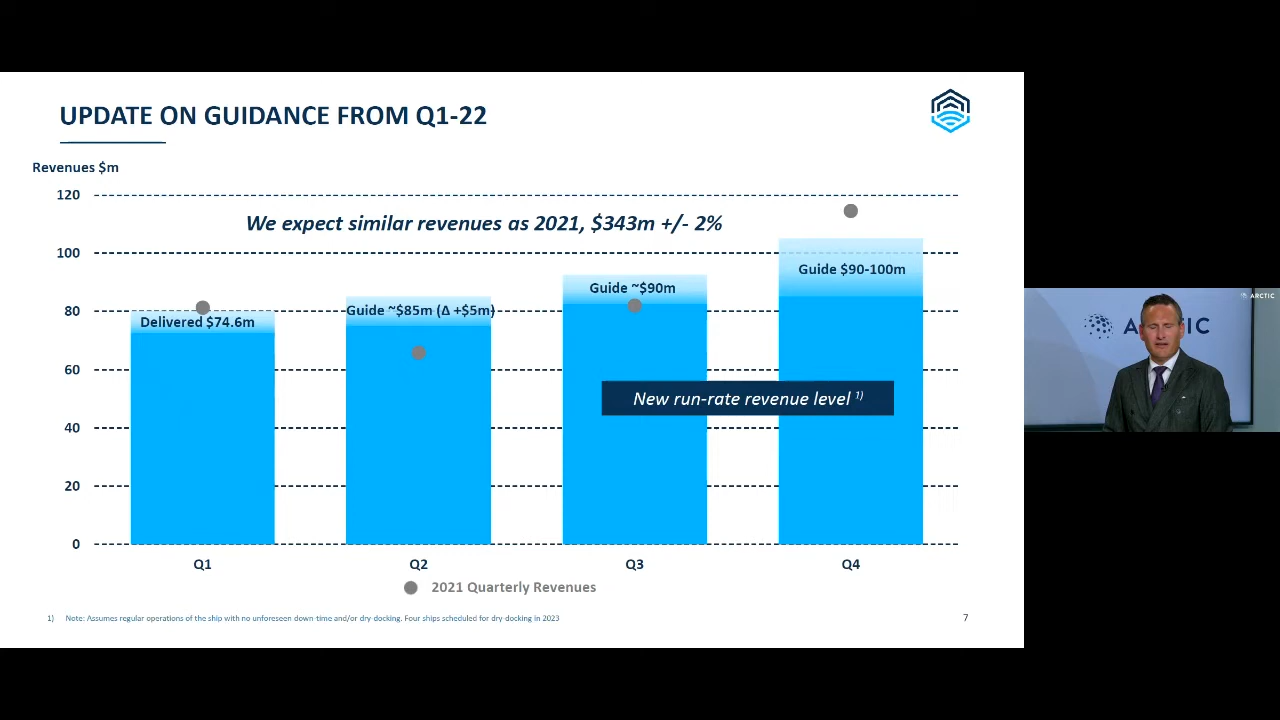 UPDATE ON GUIDANCE FROM Q1-22
Revenues $m
120
We expect similar revenues as 2021, $343m +/- 2%
100
Guide $90-100m
Guide ~$90m
80
Guide ~$85m (Δ +$5m)
Delivered $74.6m
60
New run-rate revenue level 1)
40
20
0
Q1
Q2
Q3
Q4
2021 Quarterly Revenues
1) Note: Assumes regular operations of the ship with no unforeseen down-time and/or dry-docking. Four ships scheduled for dry-docking in 2023
7
ARCTIC